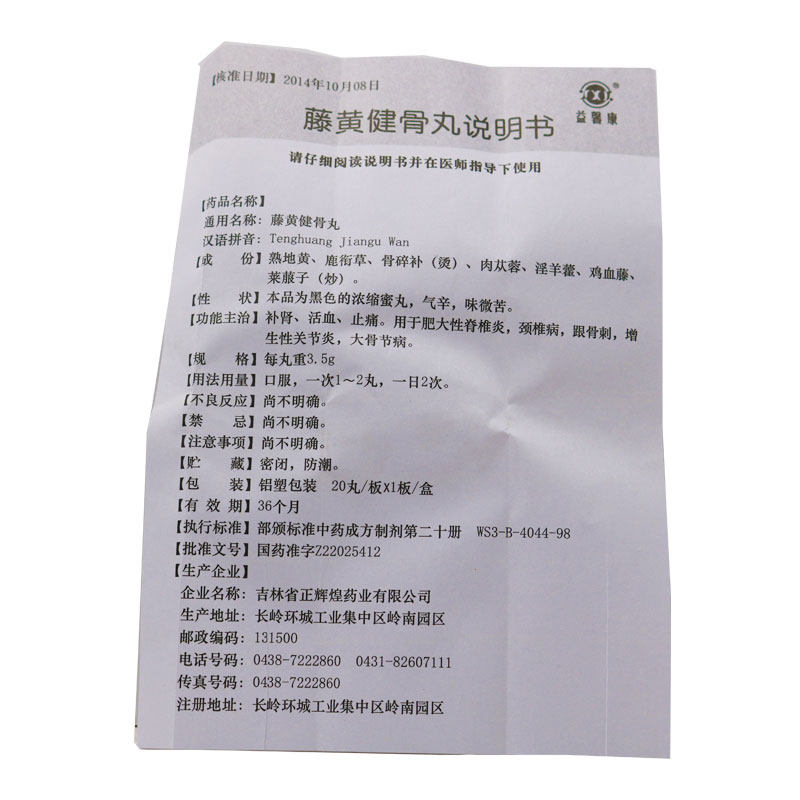 【核准日期】2014年10月08日
益馨康
®
藤黄健骨丸说明书
请仔细阅读说明书并在医师指导下使用
【药品名称】
通用名称：藤黄健骨丸
汉语拼音：Tenghuang Jiangu Wan
【成　份】熟地黄、鹿衔草、骨碎补（烫）、肉苁蓉、淫羊藿、鸡血藤、
莱菔子（炒）。
【性　状】本品为黑色的浓缩蜜丸，气辛，味微苦。
【功能主治】补肾、活血、止痛。用于肥大性脊椎炎，颈椎病，跟骨刺，增
生性关节炎，大骨节病。
【规　格】每丸重3.5g
【用法用量】口服，一次1～2丸，一日2次。
【不良反应】尚不明确。
【禁　忌】尚不明确。
【注意事项】尚不明确。
【贮　藏】密闭，防潮。
【包　装】铝塑包装 20丸/板X1板/盒
【有 效 期】36个月
【执行标准】部颁标准中药成方制剂第二十册 WS3-B-4044-98
【批准文号】国药准字Z22025412
【生产企业】
企业名称：吉林省正辉煌药业有限公司
生产地址：长岭环城工业集中区岭南园区
邮政编码：131500
电话号码：0438-7222860 0431-82607111
传真号码：0438-7222860
注册地址：长岭环城工业集中区岭南园区